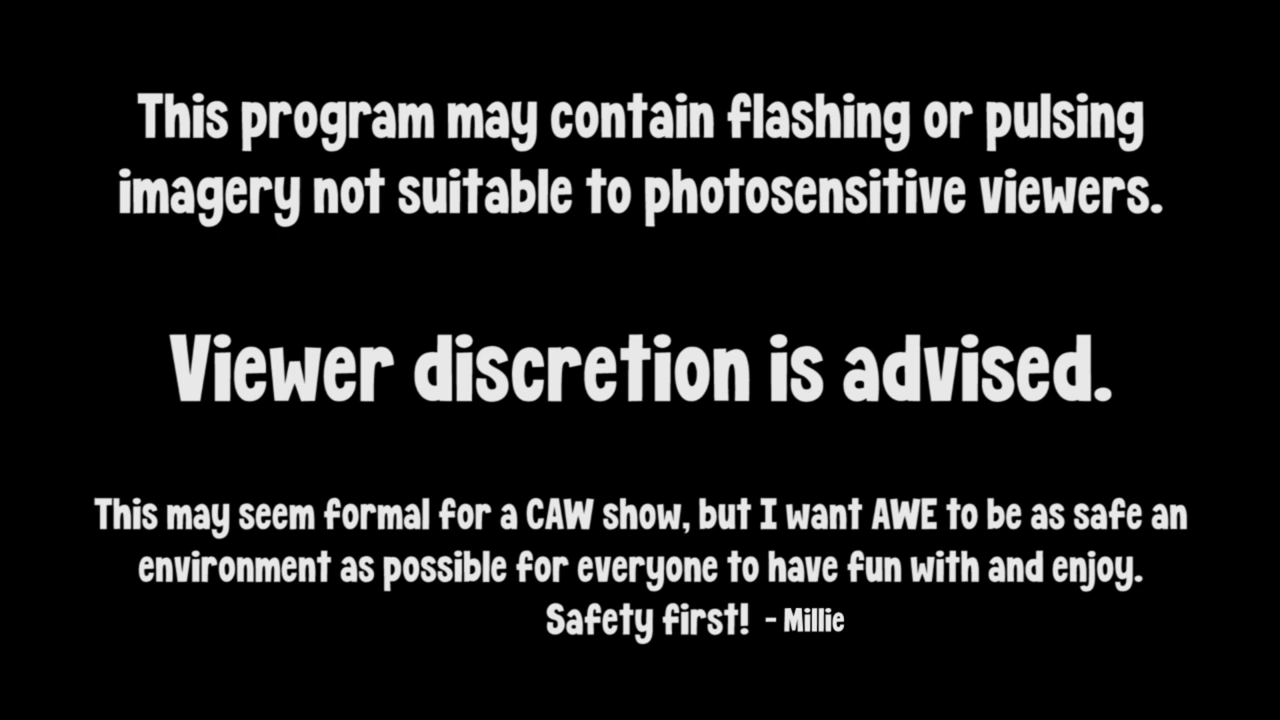 This program may contain flashing or pulsing
imagery not suitable to photosensitive viewers.
Viewer discretion is advised.
This may seem formal for a CAW show, but I want AWE to be as safe an
environment as possible for everyone to have fun with and enjoy.
Safety first! - Millie